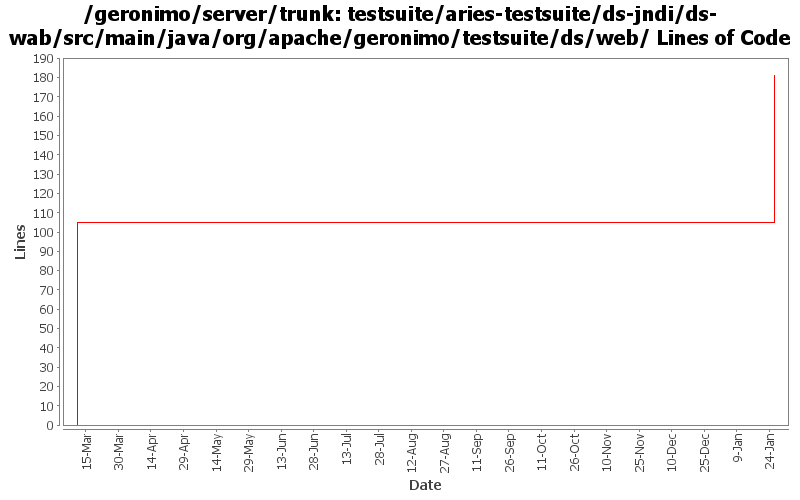 /geronimo/server/trunk: testsuite/aries-testsuite/ds-jndi/ds-
wab/src/main/java/org/apache/geronimo/testsuite/ds/web/ Lines of Code
190
180
170
160
150
140
130
120
110
100
90
80
70
60
50
40
30
20
10
0
Lines
15-Mar
30-Mar
14-Apr
29-Apr
14-May
29-May
13-Jun
28-Jun
13-Jul
28-Jul
12-Aug
27-Aug
11-Sep
26-Sep
11-Oct
26-Oct
10-Nov
25-Nov
10-Dec
25-Dec
9-Jan
24-Jan
Date